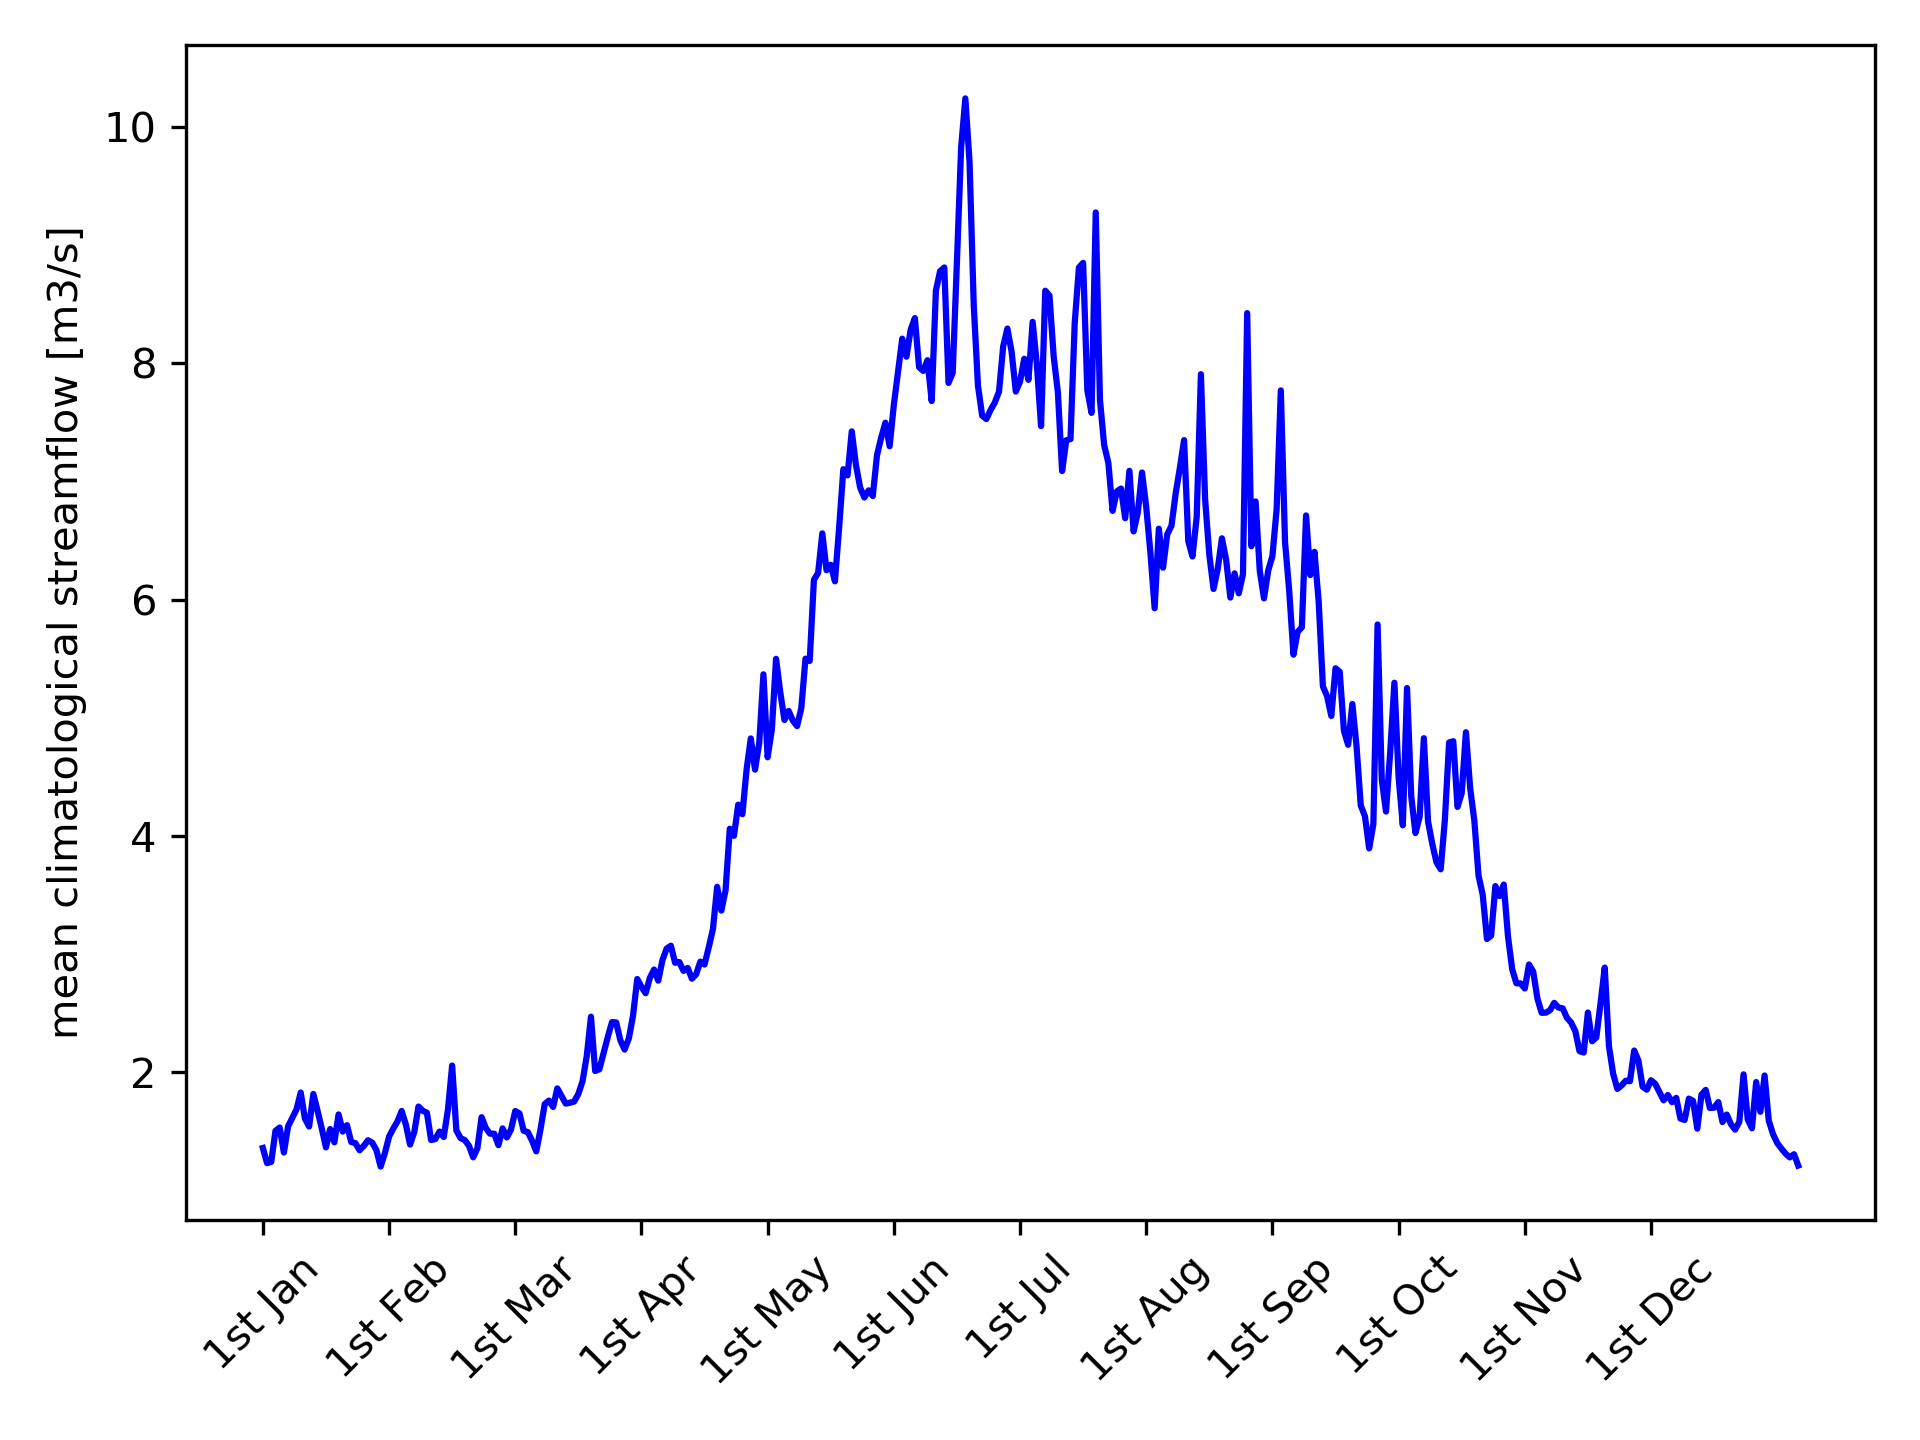 mean climatological streamflow [m3/s]
10
8
6
4
2
1st Jan
1st Feb
1st Mar
1st Apr
1st May
1st Jun
1st Jul
1st Aug
1st Sep
1st Oct
1st Nov
1st Dec